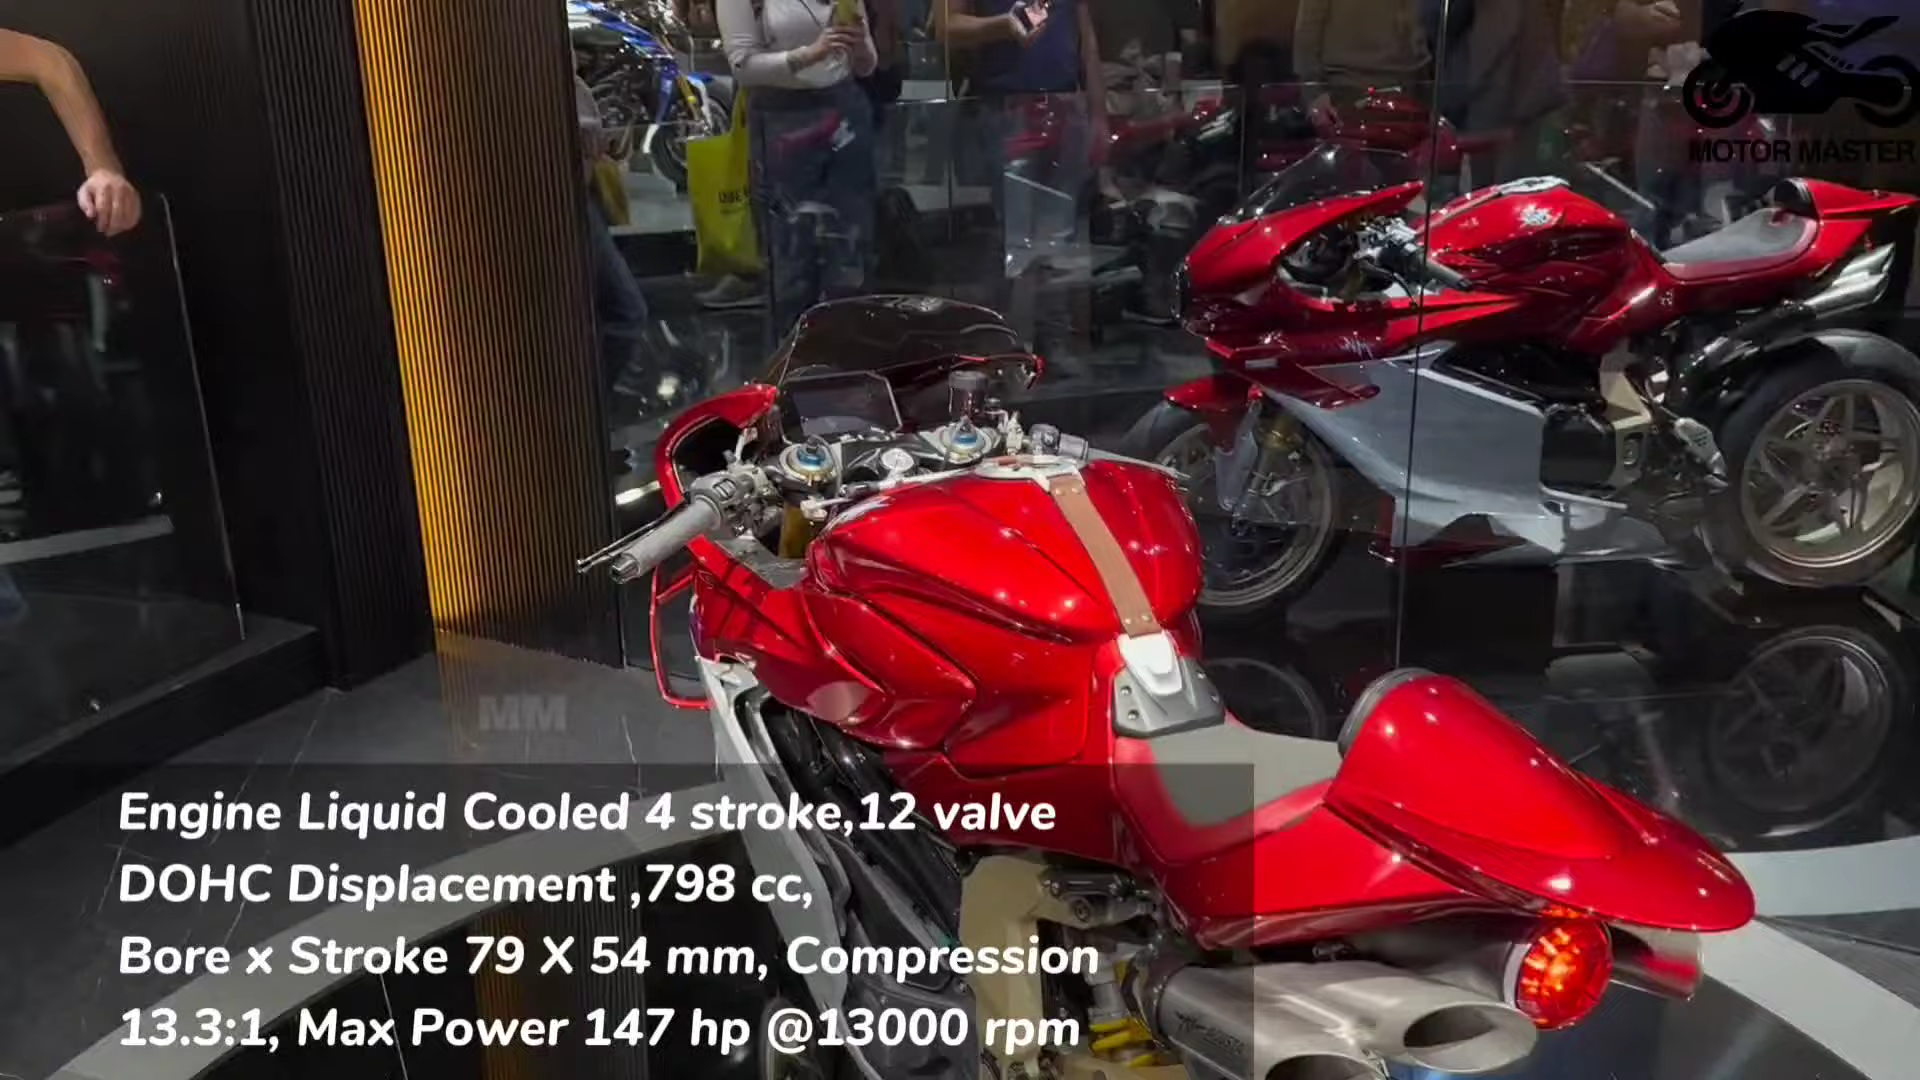 MOTOR MASTER
MM
Engine Liquid Cooled 4 stroke,12 valve
DOHC Displacement ,798 cc,
Bore x Stroke 79 X 54 mm, Compression
13.3:1, Max Power 147 hp @13000 rpm